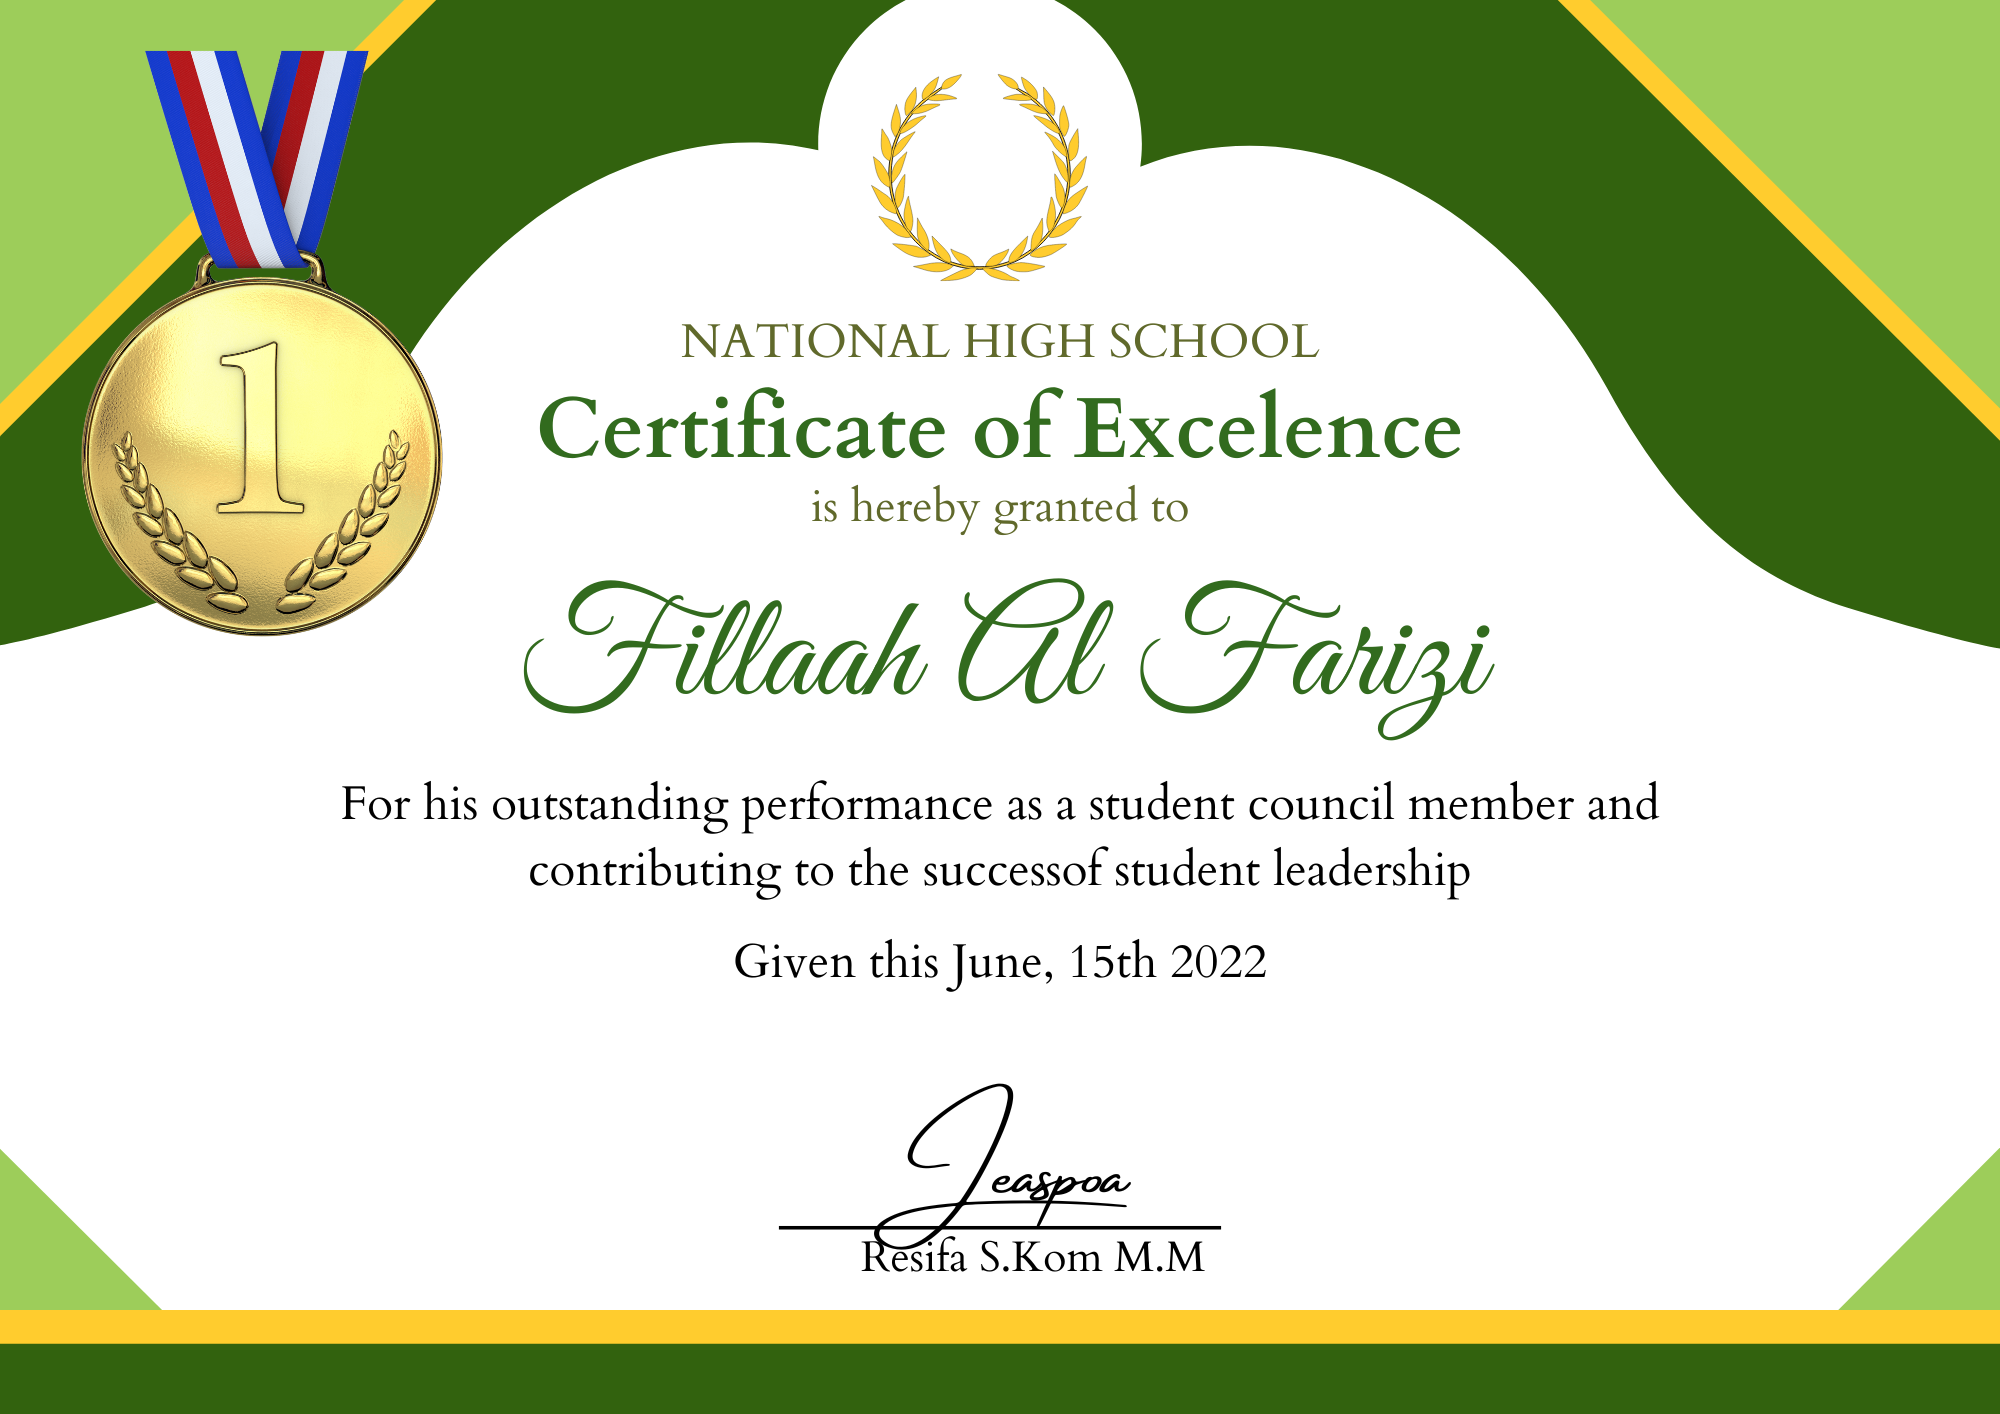 1
NATIONAL HIGH SCHOOL
Certificate of Excelence
is hereby granted to
Fillaah Al Farizi
For his outstanding performance as a student council member and
contributing to the successof student leadership
Given this June, 15th 2022
Jeaspoa
Resifa S.Kom M.M